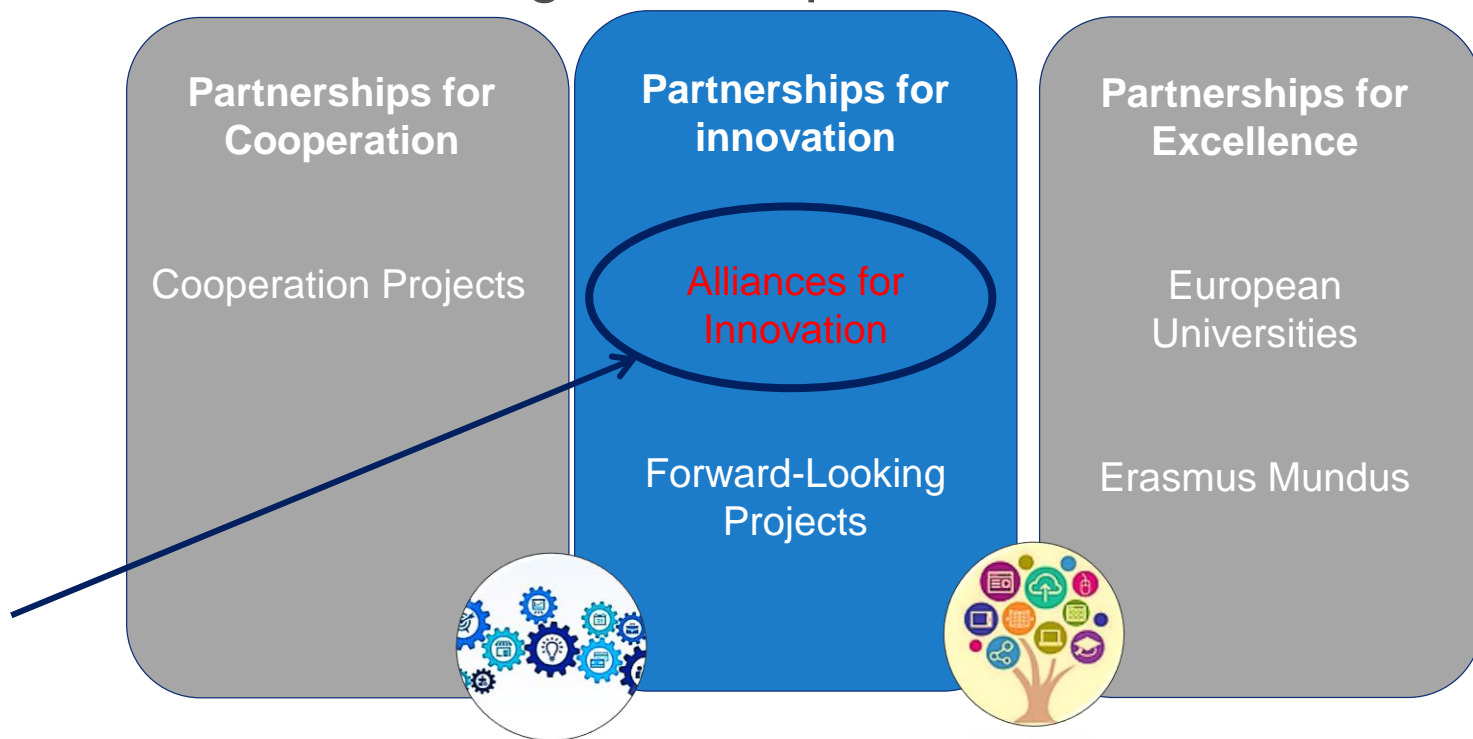 Partnerships for
Cooperation
Cooperation Projects
Partnerships for
innovation
Alliances for
Innovation
Forward-Looking
Projects
Partnerships for
Excellence
European
Universities
Erasmus Mundus